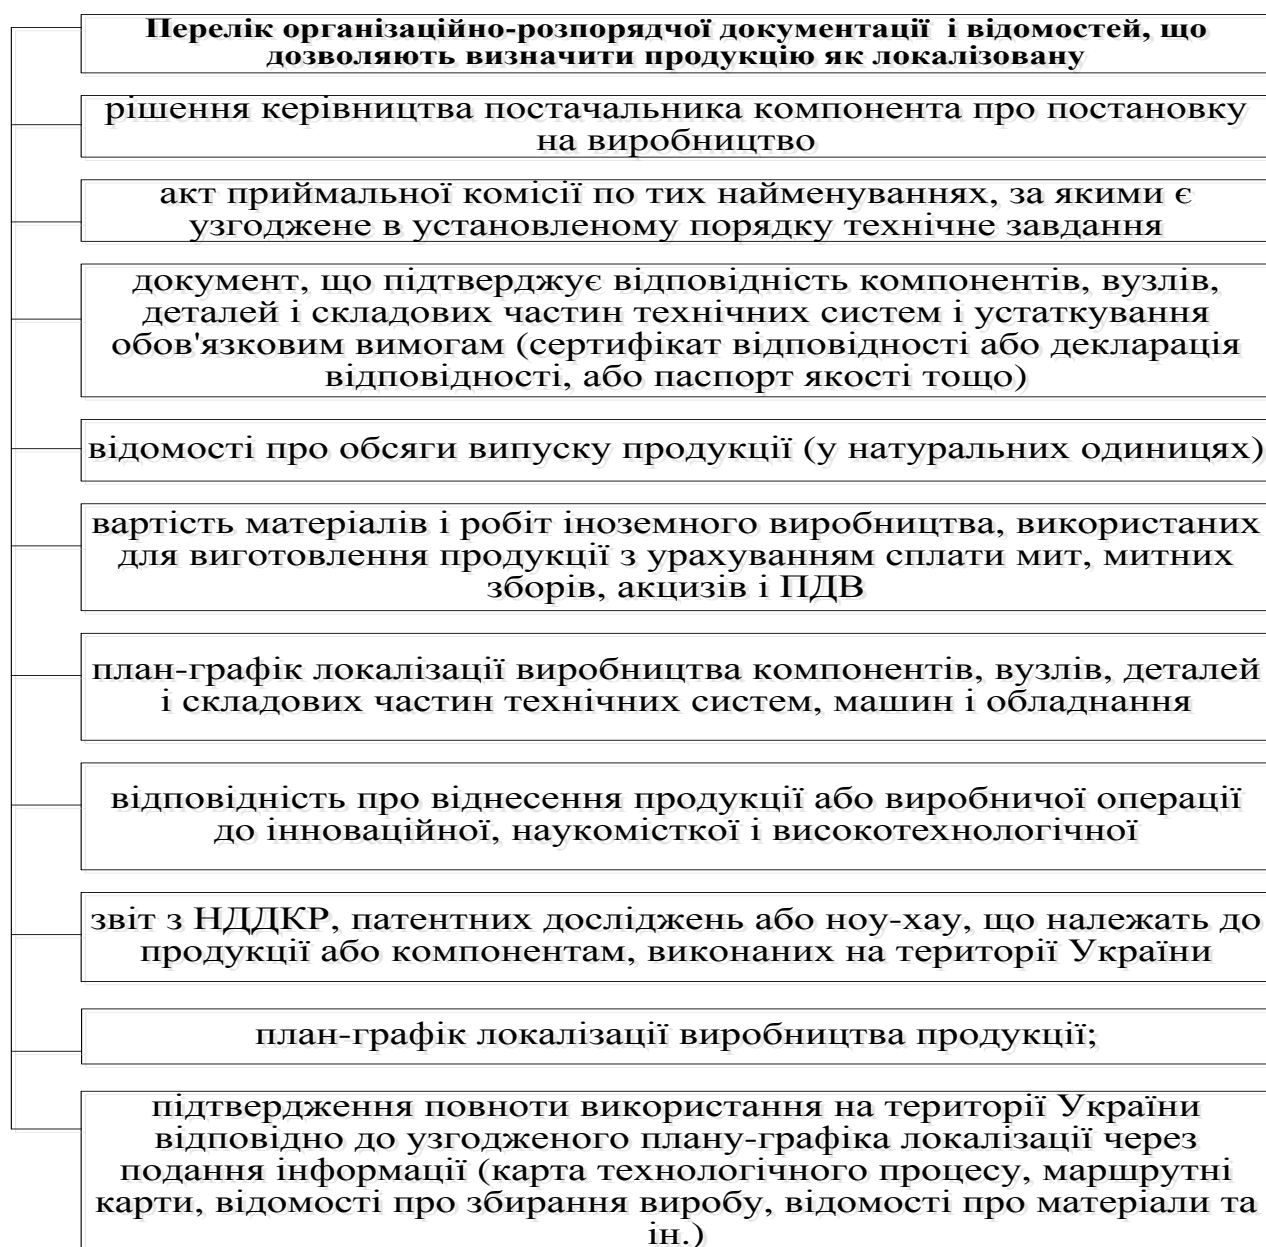 Перелік організаційно-розпорядчої документації і відомостей, що
дозволяють визначити продукцію як локалізовану
рішення керівництва постачальника компонента про постановку
на виробництво
акт приймальної комісії по тих найменуваннях, за якими є
узгоджене в установленому порядку технічне завдання
документ, що підтверджує відповідність компонентів, вузлів,
деталей і складових частин технічних систем і устаткування
обов'язковим вимогам (сертифікат відповідності або декларація
відповідності, або паспорт якості тощо)
відомості про обсяги випуску продукції (у натуральних одиницях)
вартість матеріалів і робіт іноземного виробництва, використаних
для виготовлення продукції з урахуванням сплати мит, митних
зборів, акцизів і ПДВ
план-графік локалізації виробництва компонентів, вузлів, деталей
і складових частин технічних систем, машин і обладнання
відповідність про віднесення продукції або виробничої операції
до інноваційної, наукомісткої і високотехнологічної
звіт з НДДКР, патентних досліджень або ноу-хау, що належать до
продукції або компонентам, виконаних на території України
план-графік локалізації виробництва продукції;
підтвердження повноти використання на території України
відповідно до узгодженого плану-графіка локалізації через
подання інформації (карта технологічного процесу, маршрутні
карти, відомості про збирання виробу, відомості про матеріали та
ін.)